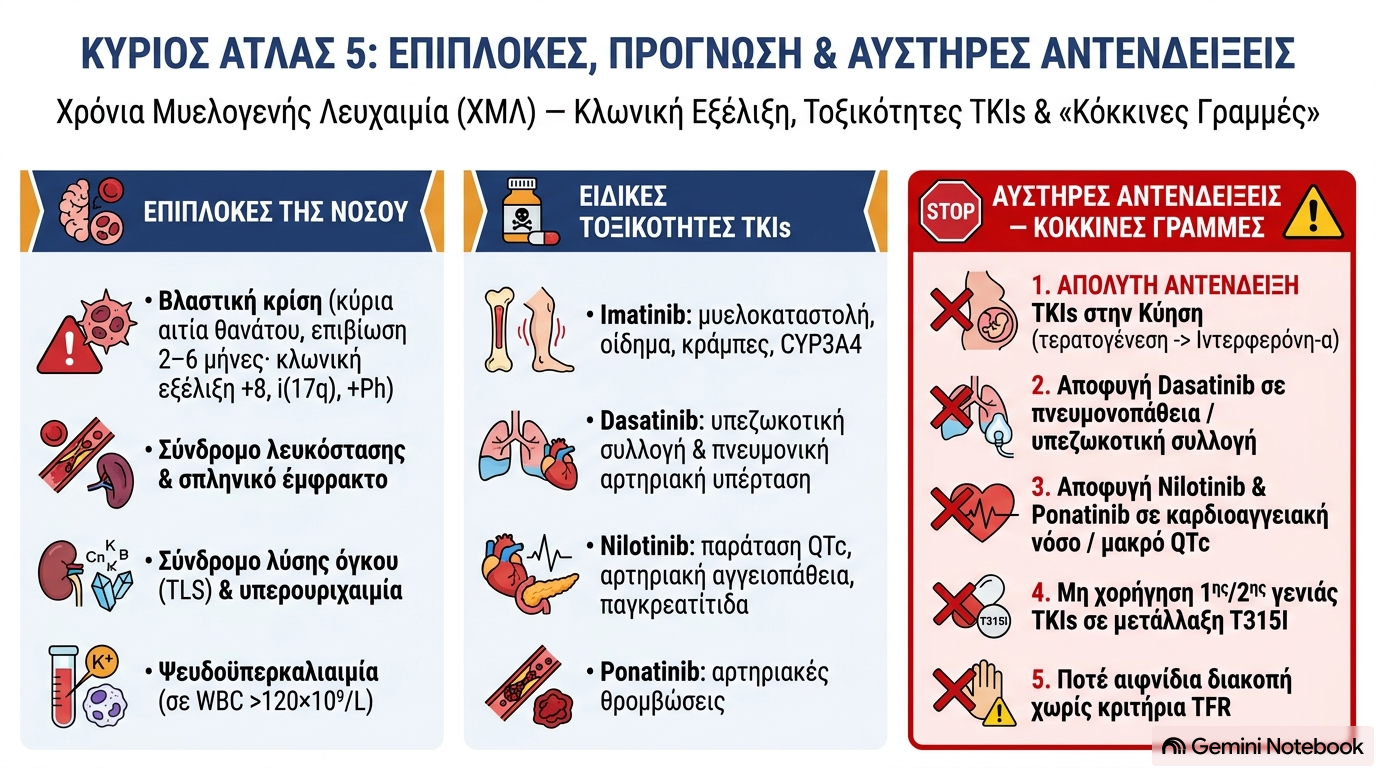 ΚΥΡΙΟΣ ΑΤΛΑΣ 5: ΕΠΙΠΛΟΚΕΣ, ΠΡΟΓΝΩΣΗ & ΑΥΣΤΗΡΕΣ ΑΝΤΕΝΔΕΙΞΕΙΣ
Χρόνια Μυελογενής Λευχαιμία (ΧΜΛ) — Κλωνική Εξέλιξη, Τοξικότητες TKIs & «Κόκκινες Γραμμές»
ΕΠΙΠΛΟΚΕΣ ΤΗΣ ΝΟΣΟΥ
• Βλαστική κρίση (κύρια
αιτία θανάτου, επιβίωση
2–6 μήνες· κλωνική
εξέλιξη +8, i(17q), +Ph)
• Σύνδρομο λευκόστασης
& σπληνικό έμφρακτο
Cn K B
K
• Σύνδρομο λύσης όγκου
(TLS) & υπερουριχαιμία
K+
• Ψευδοϋπερκαλιαιμία
(σε WBC >120×10⁹/L)
ΕΙΔΙΚΕΣ
ΤΟΞΙΚΟΤΗΤΕΣ TKIs
• Imatinib: μυελοκαταστολή,
οίδημα, κράμπες, CYP3A4
• Dasatinib: υπεζωκοτική
συλλογή & πνευμονική
αρτηριακή υπέρταση
• Nilotinib: παράταση QTc,
αρτηριακή αγγειοπάθεια,
παγκρεατίτιδα
• Ponatinib: αρτηριακές
θρομβώσεις
STOP
ΑΥΣΤΗΡΕΣ ΑΝΤΕΝΔΕΙΞΕΙΣ
— ΚΟΚΚΙΝΕΣ ΓΡΑΜΜΕΣ
1. ΑΠΟΛΥΤΗ ΑΝΤΕΝΔΕΙΞΗ
TKIs στην Κύηση
(τερατογένεση -> Ιντερφερόνη-α)
2. Αποφυγή Dasatinib σε
πνευμονοπάθεια /
υπεζωκοτική συλλογή
3. Αποφυγή Nilotinib &
Ponatinib σε καρδιοαγγειακή
νόσο / μακρό QTc
T315I
4. Μη χορήγηση 1ης/2ης γενιάς
TKIs σε μετάλλαξη T315I
5. Ποτέ αιφνίδια διακοπή
χωρίς κριτήρια TFR
Gemini Notebook